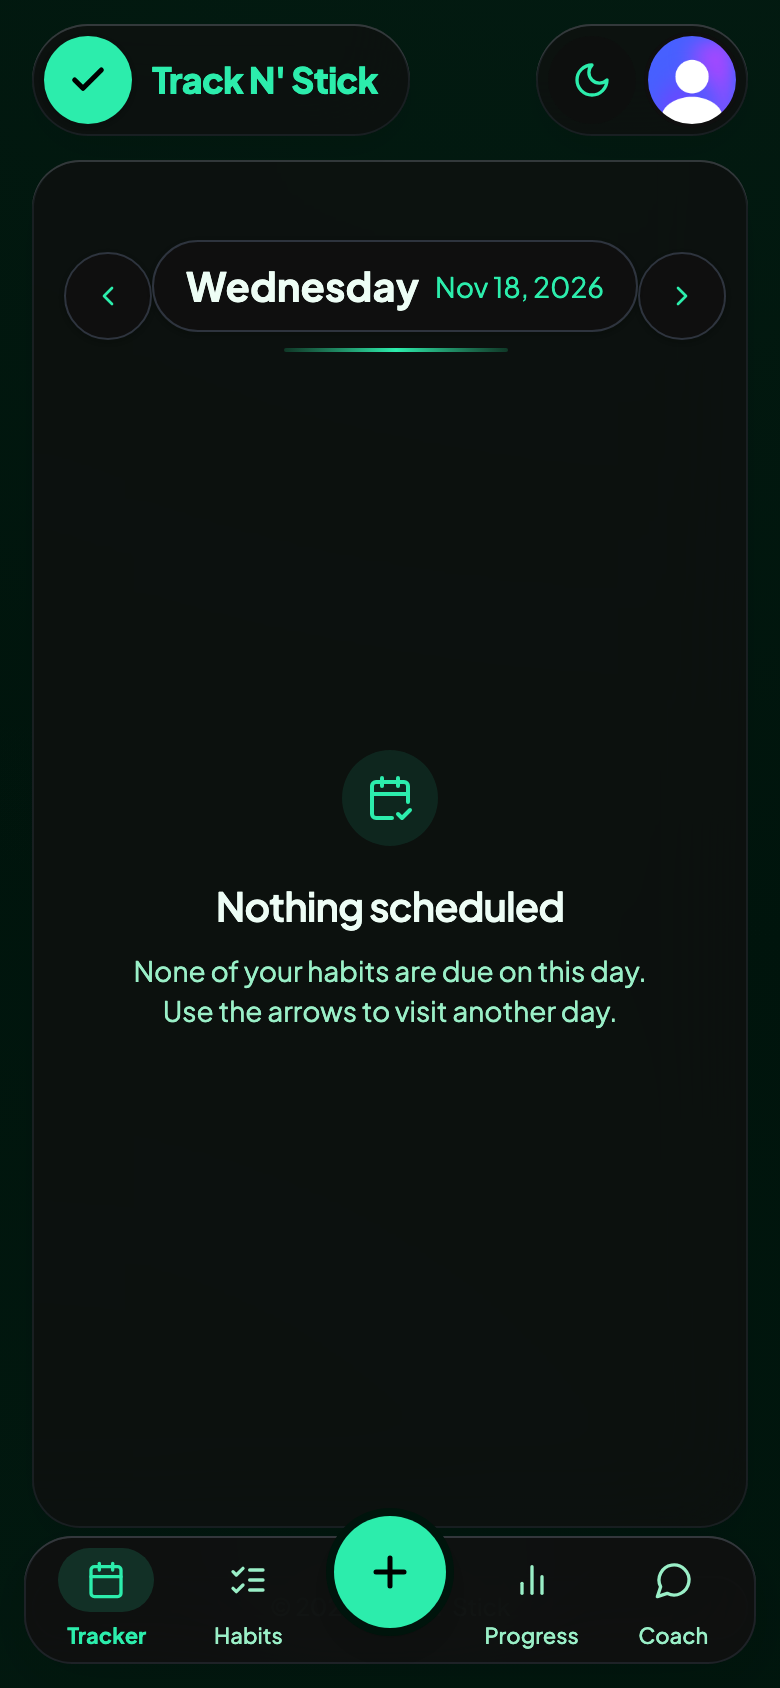 Track N' Stick
Wednesday Nov 18, 2026
Nothing scheduled
None of your habits are due on this day.
Use the arrows to visit another day.
Tracker
Habits
Progress
Coach